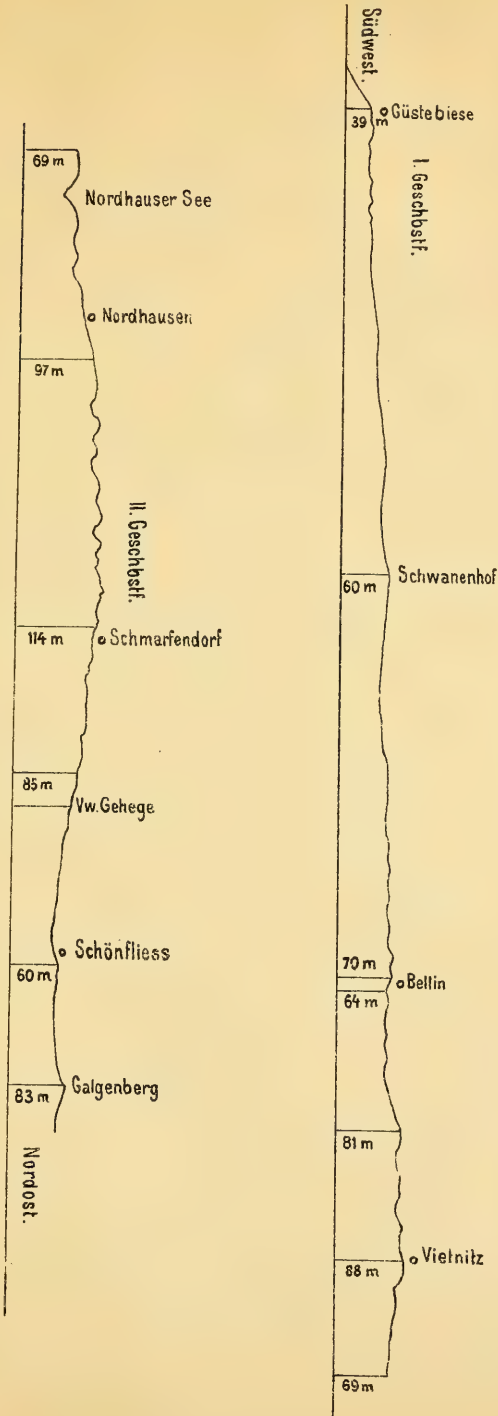 Südwest.
Güstebiese
39 m
I. Geschbstf.
Schwanenhof
60 m
70 m
Bellin
64 m
81 m
Vietnitz
88 m
69 m
69 m
Nordhauser See
Nordhausen
97 m
II. Geschbstf.
114 m
Schmarfendorf
85 m
Vw. Gehege
Schönfliess
60 m
Galgenberg
83 m
Nordost.